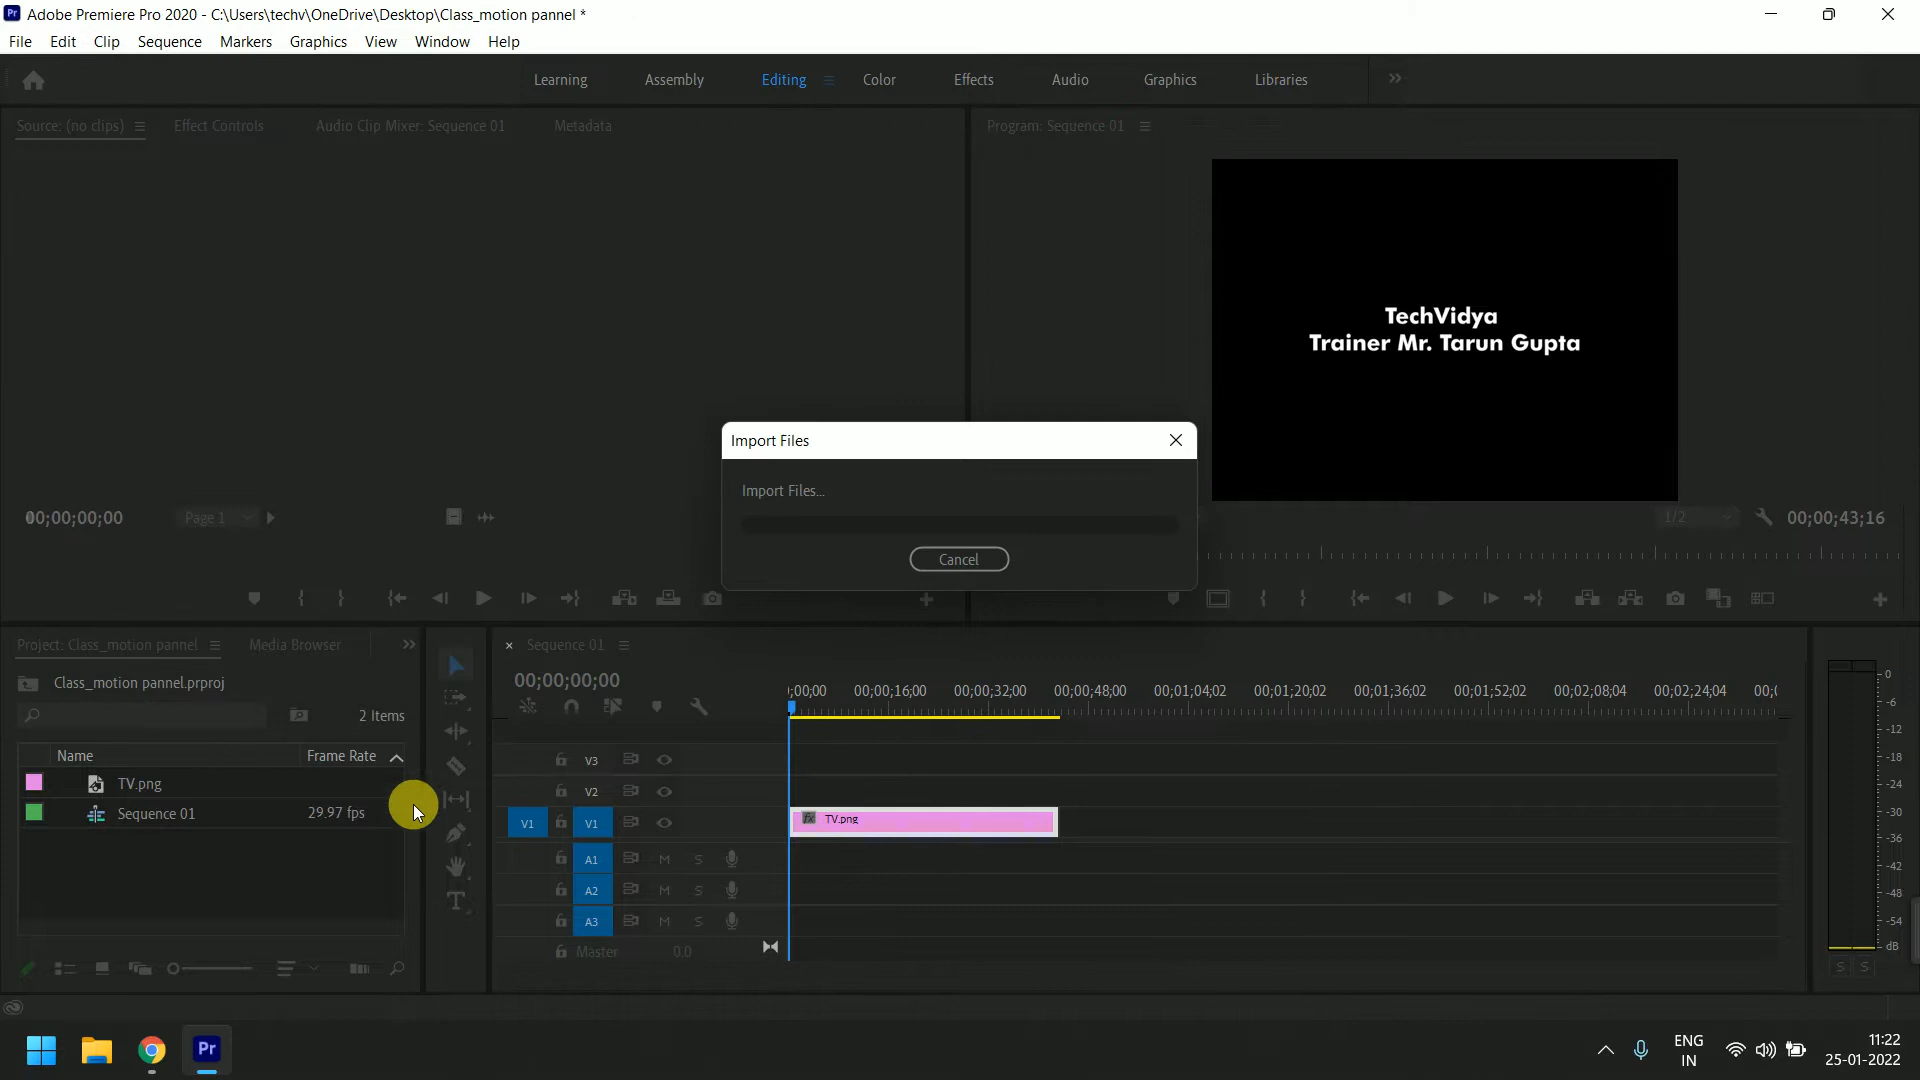 Pr Adobe Premiere Pro 2020 - C:\Users\techv\OneDrive\Desktop\Class_motion pannel *
File Edit Clip Sequence Markers Graphics View Window Help
Learning Assembly Editing Color Effects Audio Graphics Libraries
Source: (no clips) Effect Controls Audio Clip Mixer: Sequence 01 Metadata
Program: Sequence 01
TechVidya
Trainer Mr. Tarun Gupta
Import Files
Import Files...
Cancel
00;00;00;00 Page 1
1/2 00;00;43;16
Project: Class_motion pannel Media Browser
Class_motion pannel.prproj
2 Items
Name Frame Rate
TV.png
Sequence 01 29.97 fps
Sequence 01
00;00;00;00
;00;00 00;00;16;00 00;00;32;00 00;00;48;00 00;01;04;02 00;01;20;02 00;01;36;02 00;01;52;02 00;02;08;04 00;02;24;04 00;0
V3
V2
V1 V1 fx TV.png
A1 M S
A2 M S
A3 M S
Master 0.0
0
-6
-12
-18
-24
-30
-36
-42
-48
-54
dB
S S
Pr
ENG
IN
11:22
25-01-2022